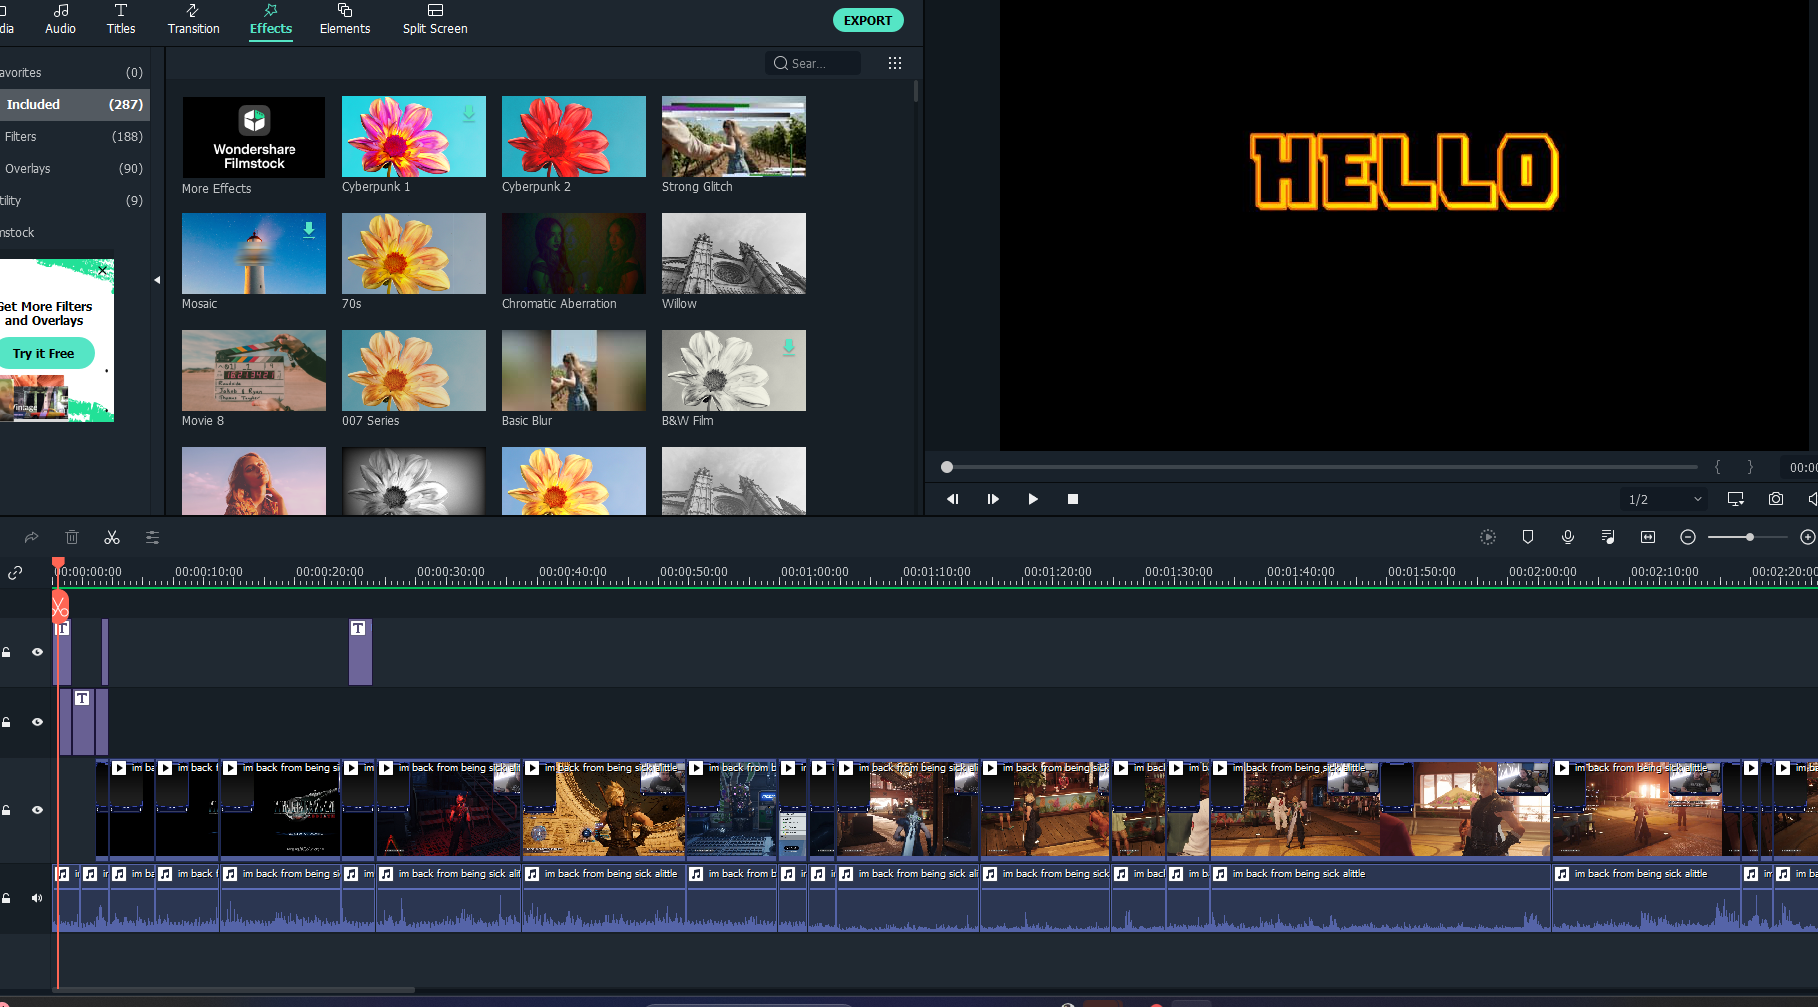 dia
Audio
Titles
Transition
Effects
Elements
Split Screen
EXPORT
avorites (0)
Included (287)
Filters (188)
Overlays (90)
tility (9)
mstock
Get More Filters
and Overlays
Try it Free
Vintage
Sear...
Wondershare
Filmstock
More Effects
Cyberpunk 1
Cyberpunk 2
Strong Glitch
Mosaic
70s
Chromatic Aberration
Willow
Movie 8
007 Series
Basic Blur
B&W Film
HELLO
{ }
00:00
1/2
00:00:00:00
00:00:10:00
00:00:20:00
00:00:30:00
00:00:40:00
00:00:50:00
00:01:00:00
00:01:10:00
00:01:20:00
00:01:30:00
00:01:40:00
00:01:50:00
00:02:00:00
00:02:10:00
00:02:20:00
T
T
T
im ba
im back f
im back from being si
im b
im back from being sick alit
im back from being sick alittle
im back from b
im b
im back from being sick ali
im back from being sick
im bac
im b
im back from being sick alittle
im back from being sick alittle
im ba
im ba
im back f
im back from being si
im b
im back from being sick alit
im back from being sick alittle
im back from b
im b
im back from being sick ali
im back from being sick
im bac
im b
im back from being sick alittle
im back from being sick alittle
im ba